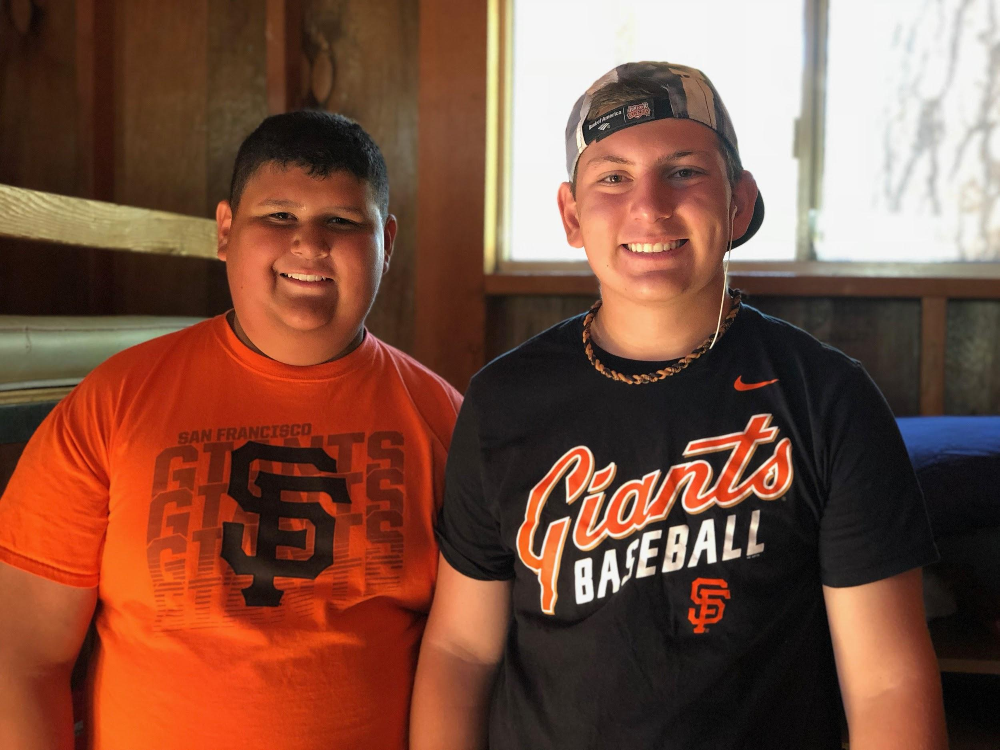 Bank of America
JUNIOR
GIANTS
SAN FRANCISCO
GIANTS
GIANTS
GIANTS
SF
Giants
BASEBALL
SF